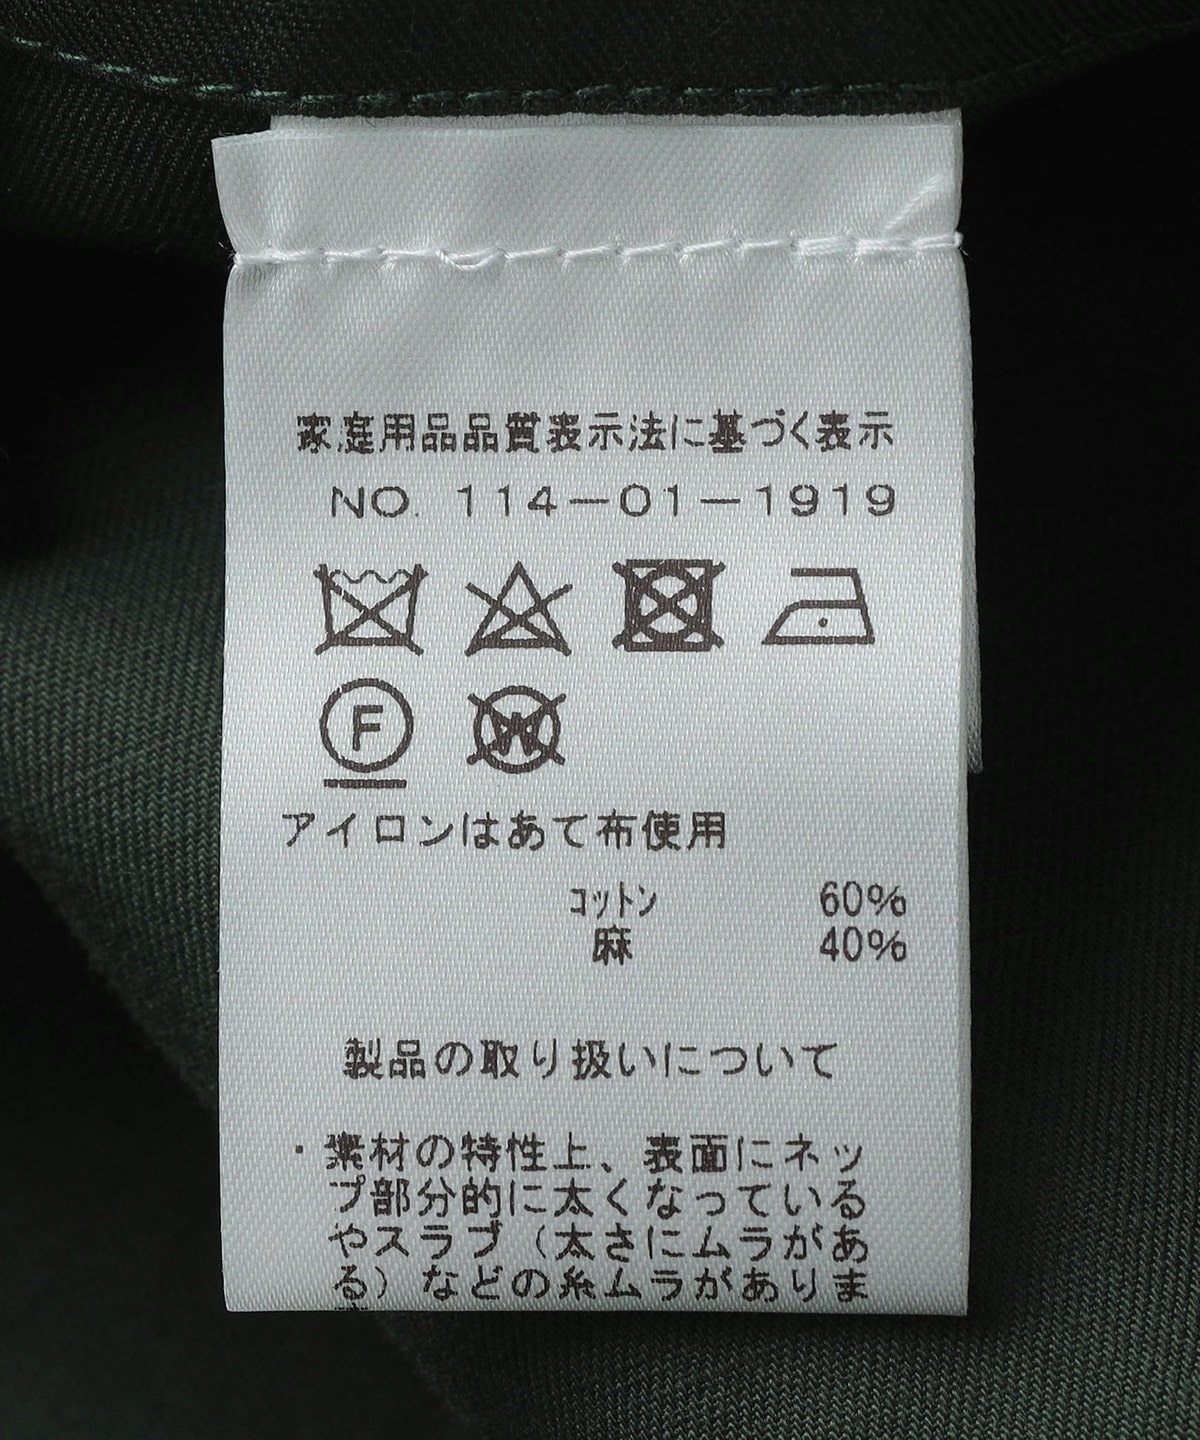 家庭用品品質表示法に基づく表示
NO. 114-01-1919
F
W
アイロンはあて布使用
コットン 60%
麻 40%
製品の取り扱いについて
・素材の特性上、表面にネッ
プ部分的に太くなっている
やスラブ（太さにムラがあ
る）などの糸ムラがありま